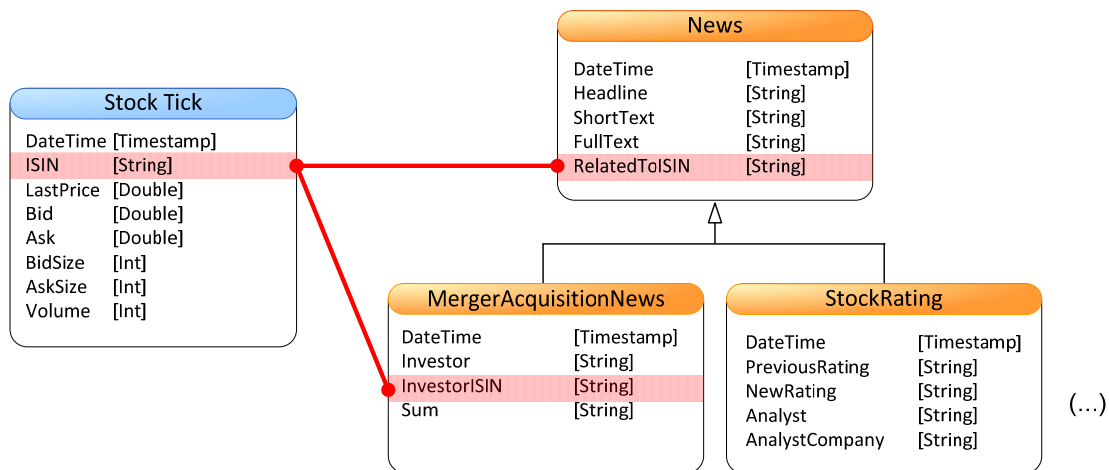 Stock Tick
DateTime [Timestamp]
ISIN [String]
LastPrice [Double]
Bid [Double]
Ask [Double]
BidSize [Int]
AskSize [Int]
Volume [Int]
News
DateTime [Timestamp]
Headline [String]
ShortText [String]
FullText [String]
RelatedToISIN [String]
MergerAcquisitionNews
DateTime [Timestamp]
Investor [String]
InvestorISIN [String]
Sum [String]
StockRating
DateTime [Timestamp]
PreviousRating [String]
NewRating [String]
Analyst [String]
AnalystCompany [String]
(...)